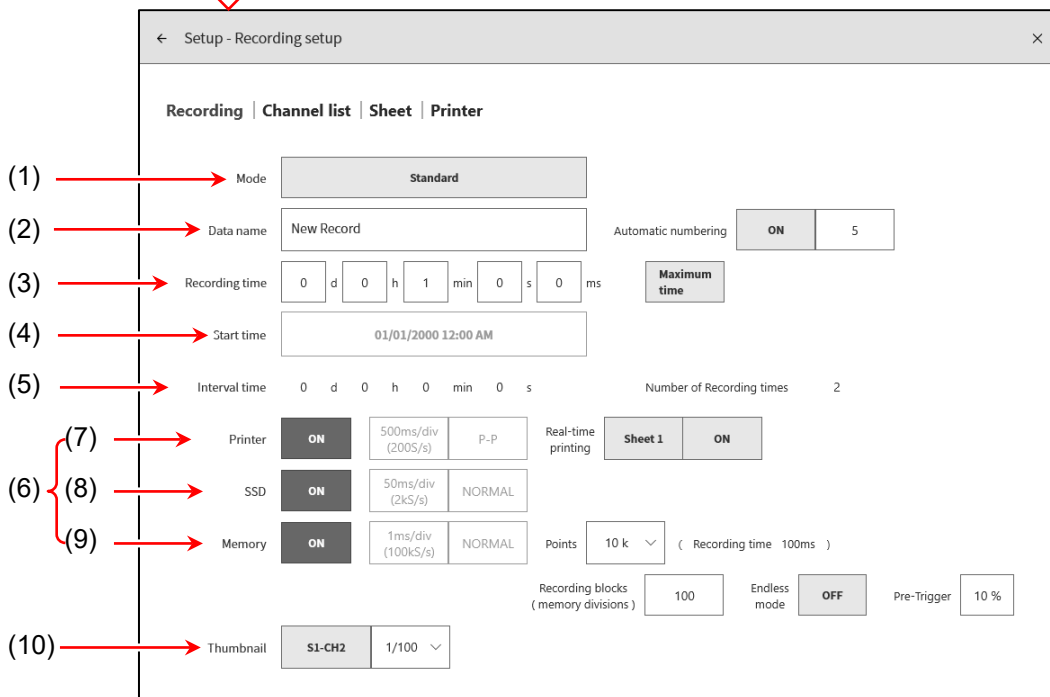 ← Setup - Recording setup ×
Recording | Channel list | Sheet | Printer
(1) Mode Standard
(2) Data name New Record Automatic numbering ON 5
(3) Recording time 0 d 0 h 1 min 0 s 0 ms Maximum time
(4) Start time 01/01/2000 12:00 AM
(5) Interval time 0 d 0 h 0 min 0 s Number of Recording times 2
(6)
(7) Printer ON 500ms/div (200S/s) P-P Real-time printing Sheet 1 ON
(8) SSD ON 50ms/div (2kS/s) NORMAL
(9) Memory ON 1ms/div (100kS/s) NORMAL Points 10 k ( Recording time 100ms )
Recording blocks ( memory divisions ) 100 Endless mode OFF Pre-Trigger 10 %
(10) Thumbnail S1-CH2 1/100